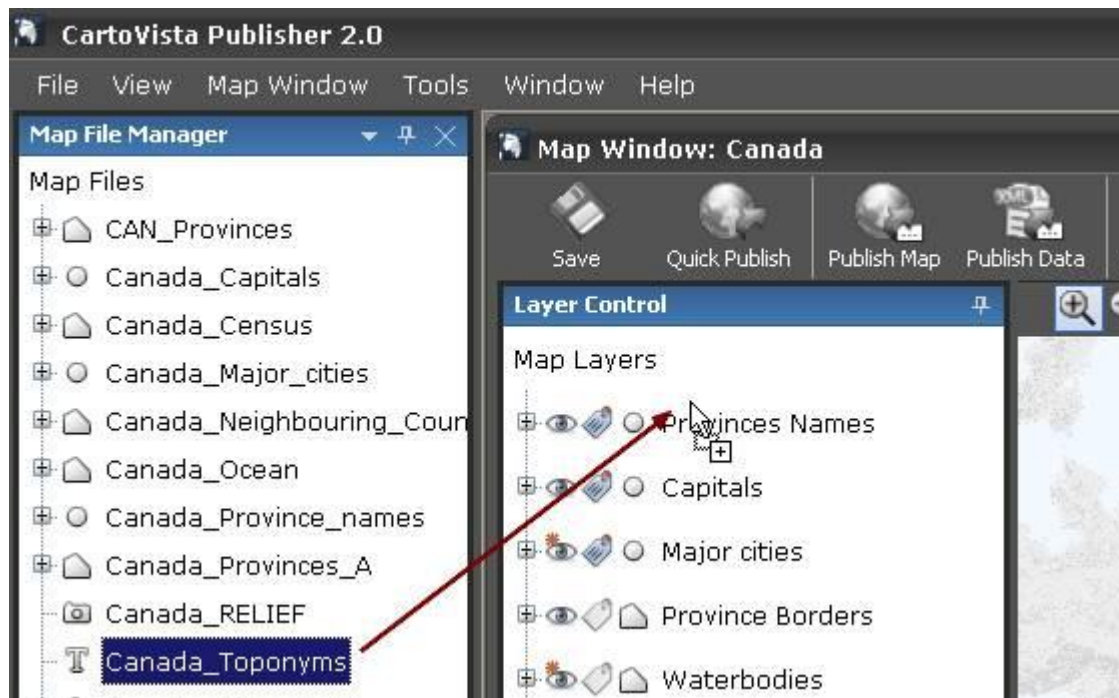 CartoVista Publisher 2.0
File View Map Window Tools Window Help
Map File Manager
Map Files
CAN_Provinces
Canada_Capitals
Canada_Census
Canada_Major_cities
Canada_Neighbouring_Coun
Canada_Ocean
Canada_Province_names
Canada_Provinces_A
Canada_RELIEF
T Canada_Toponyms
Map Window: Canada
Save Quick Publish Publish Map Publish Data
Layer Control
Map Layers
Provinces Names
Capitals
Major cities
Province Borders
Waterbodies